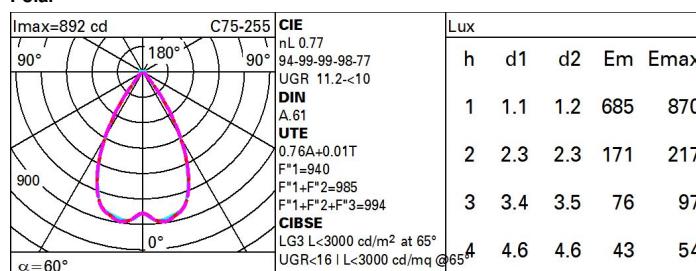 Imax=892 cd C75-255
90° 180° 90°
900
0°
α=60°
CIE
nL 0.77
94-99-99-98-77
UGR 11.2-<10
DIN
A.61
UTE
0.76A+0.01T
F"1=940
F"1+F"2=985
F"1+F"2+F"3=994
CIBSE
LG3 L<3000 cd/m² at 65°
UGR<16 | L<3000 cd/mq @65°
Lux
h d1 d2 Em Emax
1 1.1 1.2 685 870
2 2.3 2.3 171 217
3 3.4 3.5 76 97
4 4.6 4.6 43 54